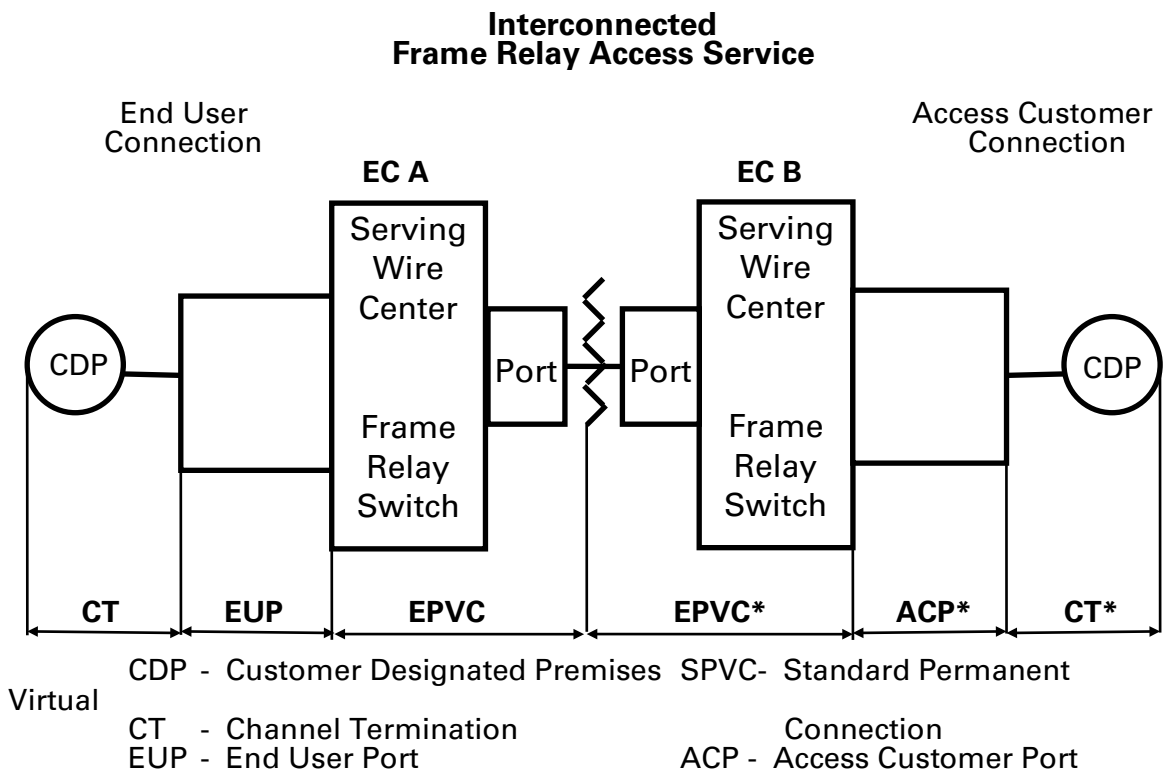 Interconnected
Frame Relay Access Service
End User
Connection
Access Customer
Connection
EC A
EC B
Serving
Wire
Center
Frame
Relay
Switch
Serving
Wire
Center
Frame
Relay
Switch
CDP
Port
Port
CDP
CT
EUP
EPVC
EPVC*
ACP*
CT*
CDP - Customer Designated Premises SPVC- Standard Permanent
Virtual
CT - Channel Termination Connection
EUP - End User Port ACP - Access Customer Port